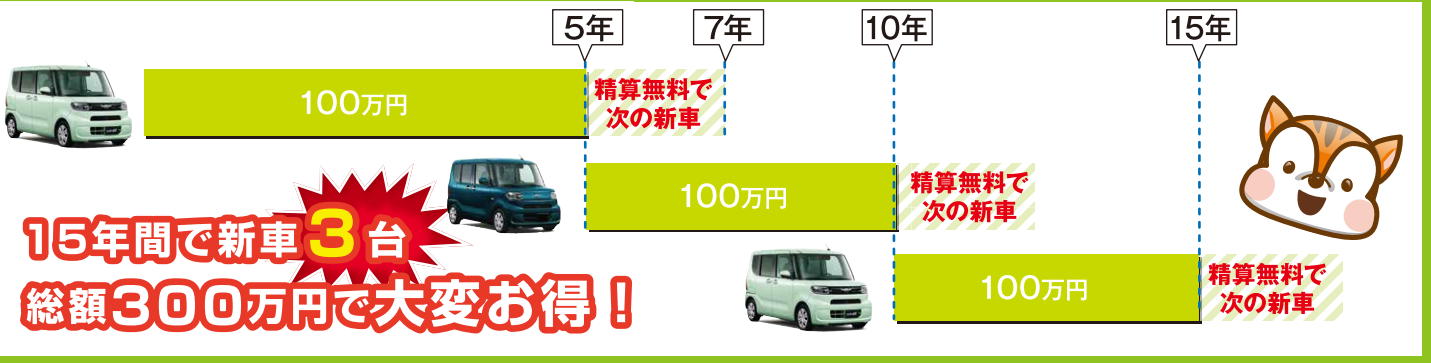 5年
7年
10年
15年
100万円
精算無料で
次の新車
100万円
精算無料で
次の新車
15年間で新車3台
総額300万円で大変お得！
100万円
精算無料で
次の新車